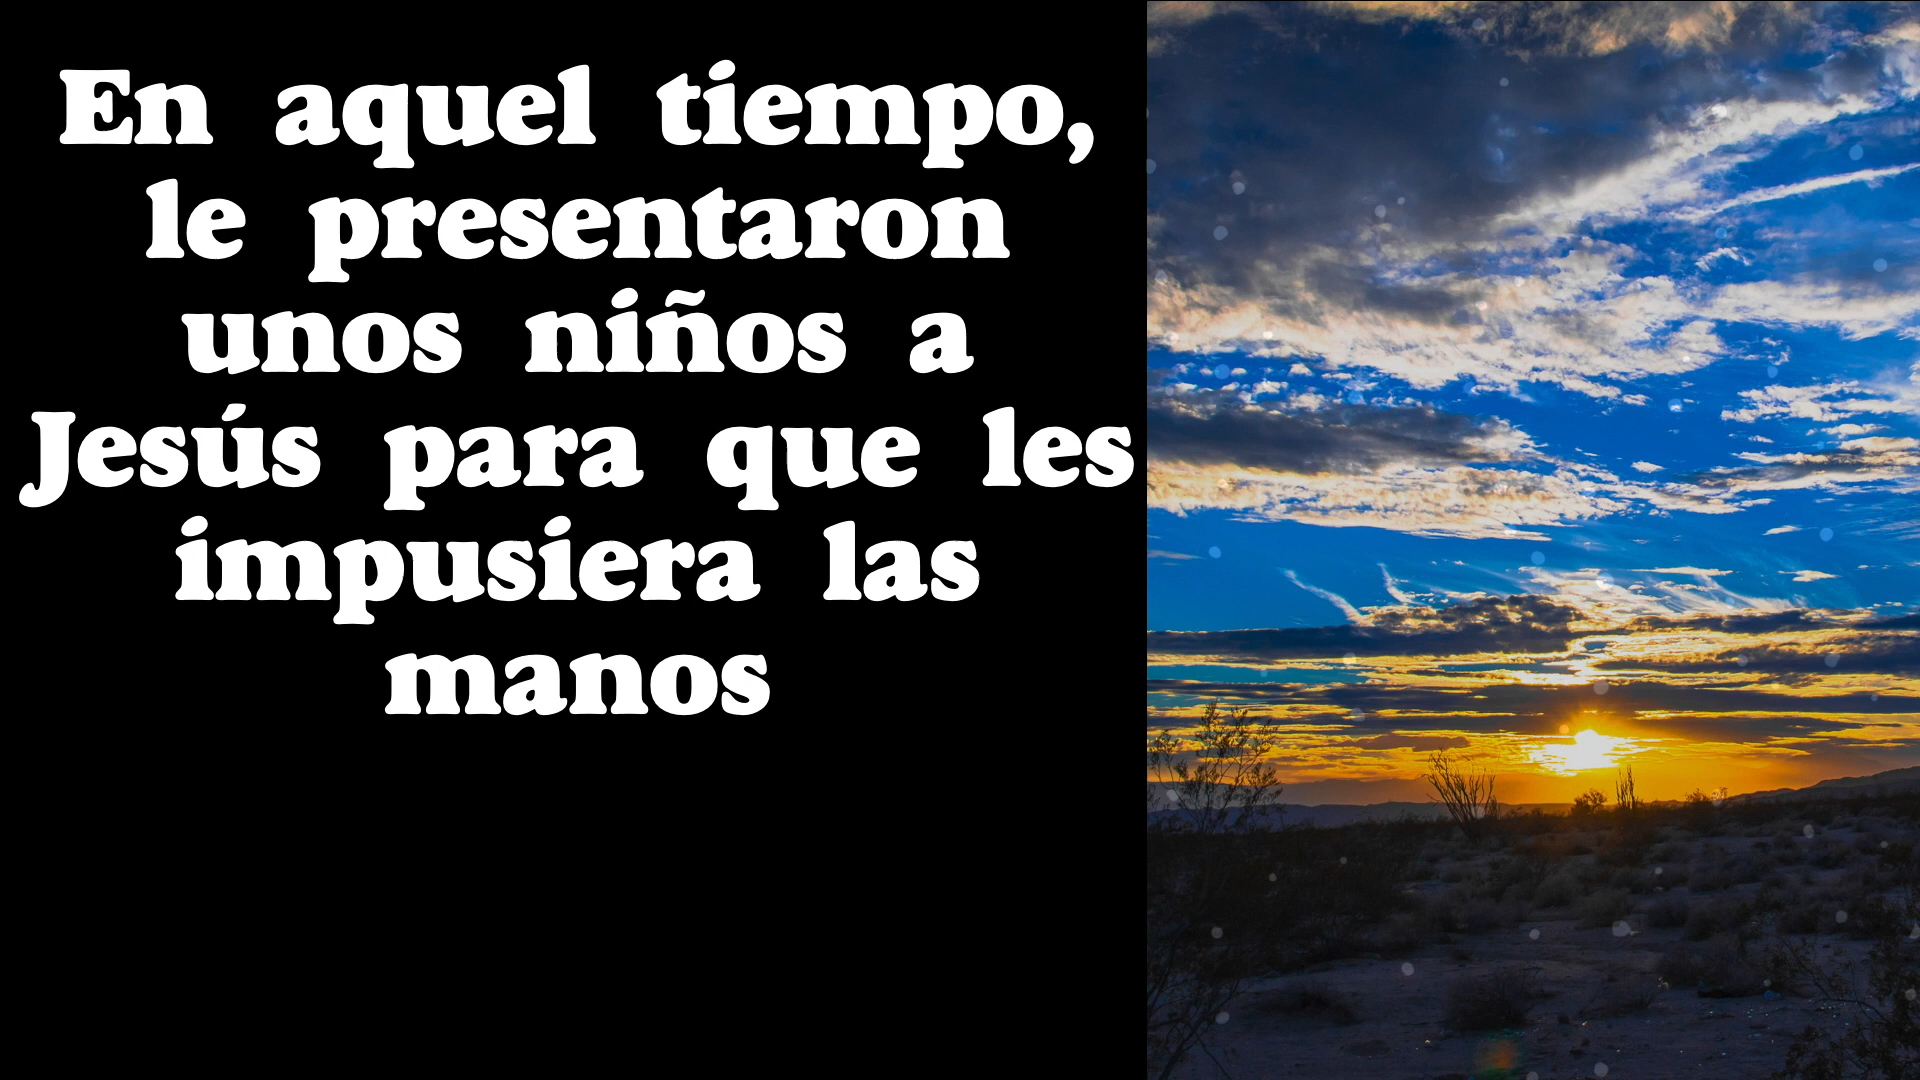 En aquel tiempo,
le presentaron
unos niños a
Jesús para que les
impusiera las
manos